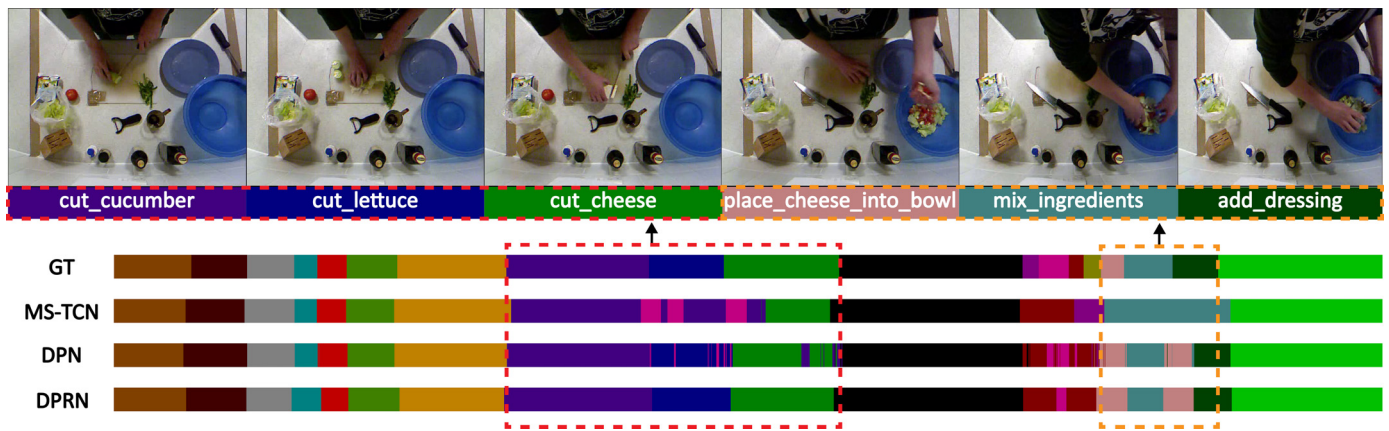 cut_cucumber cut_lettuce cut_cheese place_cheese_into_bowl mix_ingredients add_dressing
GT
MS-TCN
DPN
DPRN